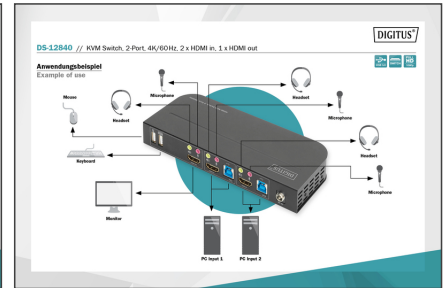 DIGITUS®
DS-12840 // KVM Switch, 2-Port, 4K/60Hz, 2 x HDMI in, 1 x HDMI out
Anwendungsbeispiel
Example of use
Microphone
Headset
Mouse
Headset
Microphone
Keyboard
Headset
DIGITUS
Microphone
Monitor
PC Input 1
PC Input 2